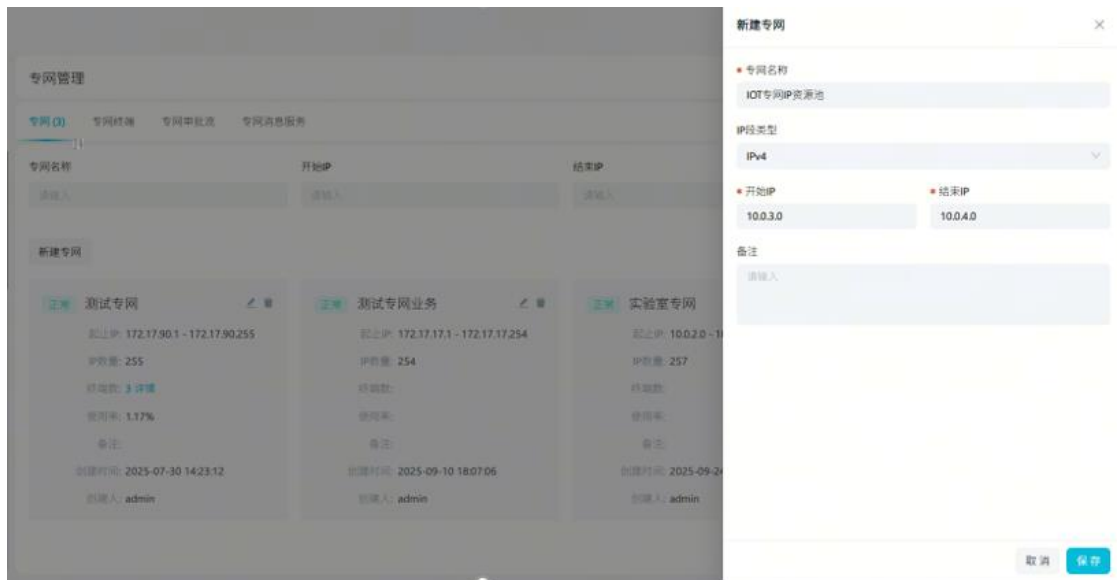 专网管理
专网(3) 专网终端 专网审批流 专网消息服务
专网名称 开始IP 结束IP
请输入 请输入 请输入
新建专网
正常 测试专网
起止IP: 172.17.90.1 - 172.17.90.255
IP数量: 255
终端数: 3 详情
使用率: 1.17%
备注:
创建时间: 2025-07-30 14:23:12
创建人: admin
正常 测试专网业务
起止IP: 172.17.17.1 - 172.17.17.254
IP数量: 254
终端数:
使用率:
备注:
创建时间: 2025-09-10 18:07:06
创建人: admin
正常 实验室专网
起止IP: 10.0.2.0 - 1
IP数量: 257
终端数:
使用率:
备注:
创建时间: 2025-09-24
创建人: admin
新建专网
* 专网名称
IOT专网IP资源池
IP段类型
IPv4
* 开始IP * 结束IP
10.0.3.0 10.0.4.0
备注
请输入
取消 保存